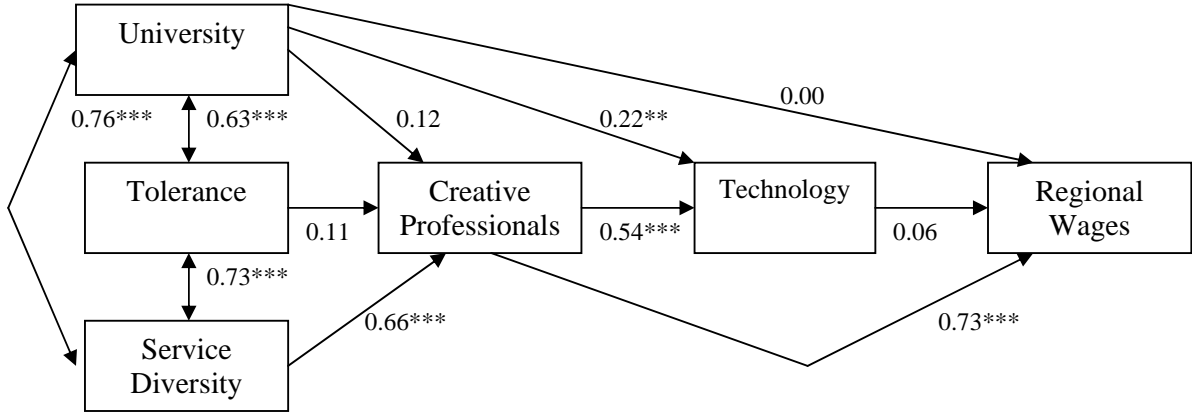 University
0.00
0.76***
0.63***
0.12
0.22**
Tolerance
Creative
Professionals
Technology
Regional
Wages
0.11
0.54***
0.06
0.73***
0.66***
0.73***
Service
Diversity